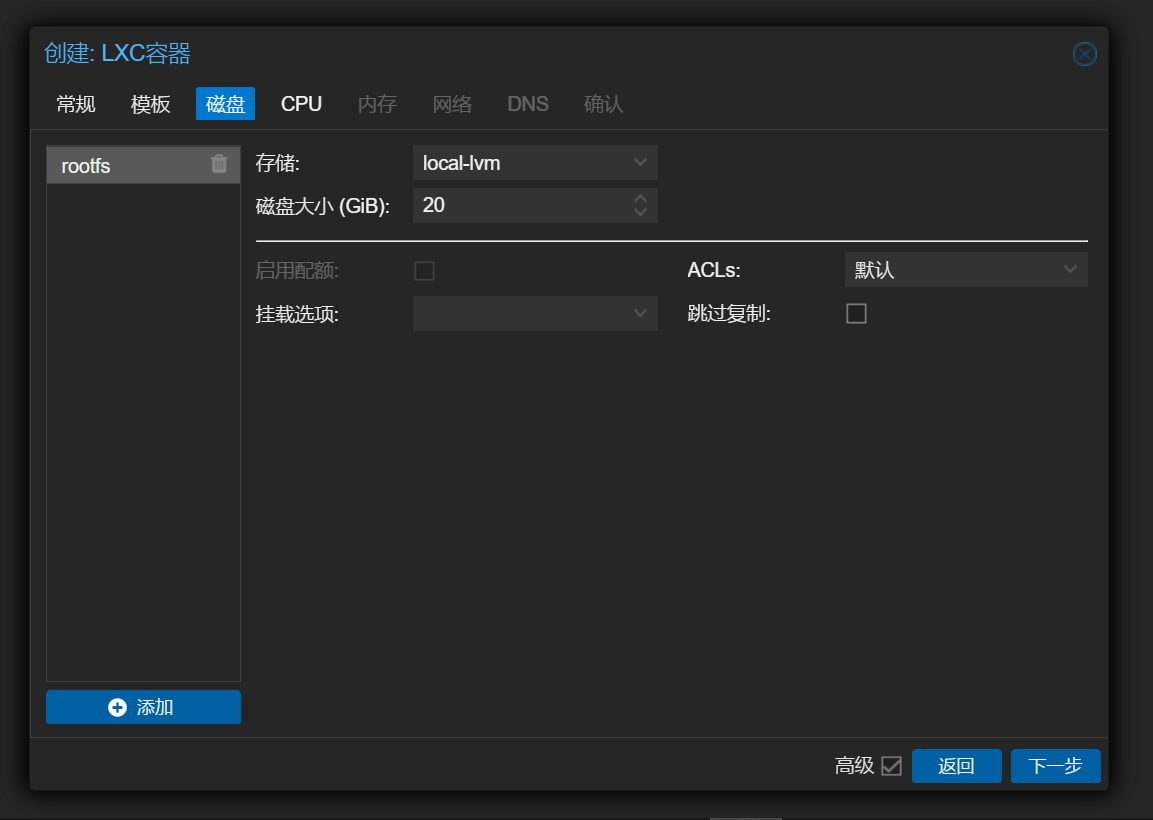 创建: LXC容器
常规 模板 磁盘 CPU 内存 网络 DNS 确认
rootfs
存储: local-lvm
磁盘大小 (GiB): 20
启用配额: ACLs: 默认
挂载选项: 跳过复制:
添加
高级 返回 下一步